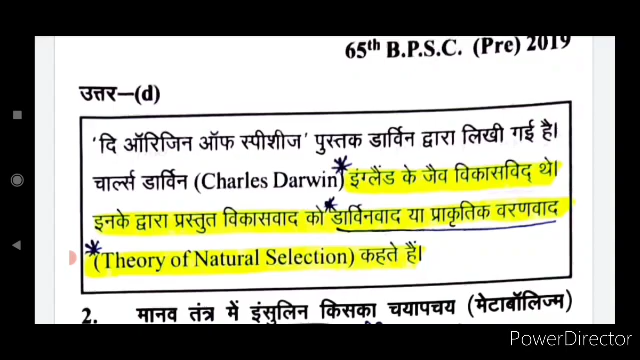 65th B.P.S.C. (Pre) 2019
उत्तर–(d)
'दि ऑरिजिन ऑफ स्पीशीज' पुस्तक डार्विन द्वारा लिखी गई है।
चार्ल्स डार्विन (Charles Darwin) इंग्लैंड के जैव विकासविद थे।
इनके द्वारा प्रस्तुत विकासवाद को डार्विनवाद या प्राकृतिक वरणवाद
(Theory of Natural Selection) कहते हैं।
2. मानव तंत्र में इंसुलिन किसका चयापचय (मेटाबॉलिज्म)
PowerDirector